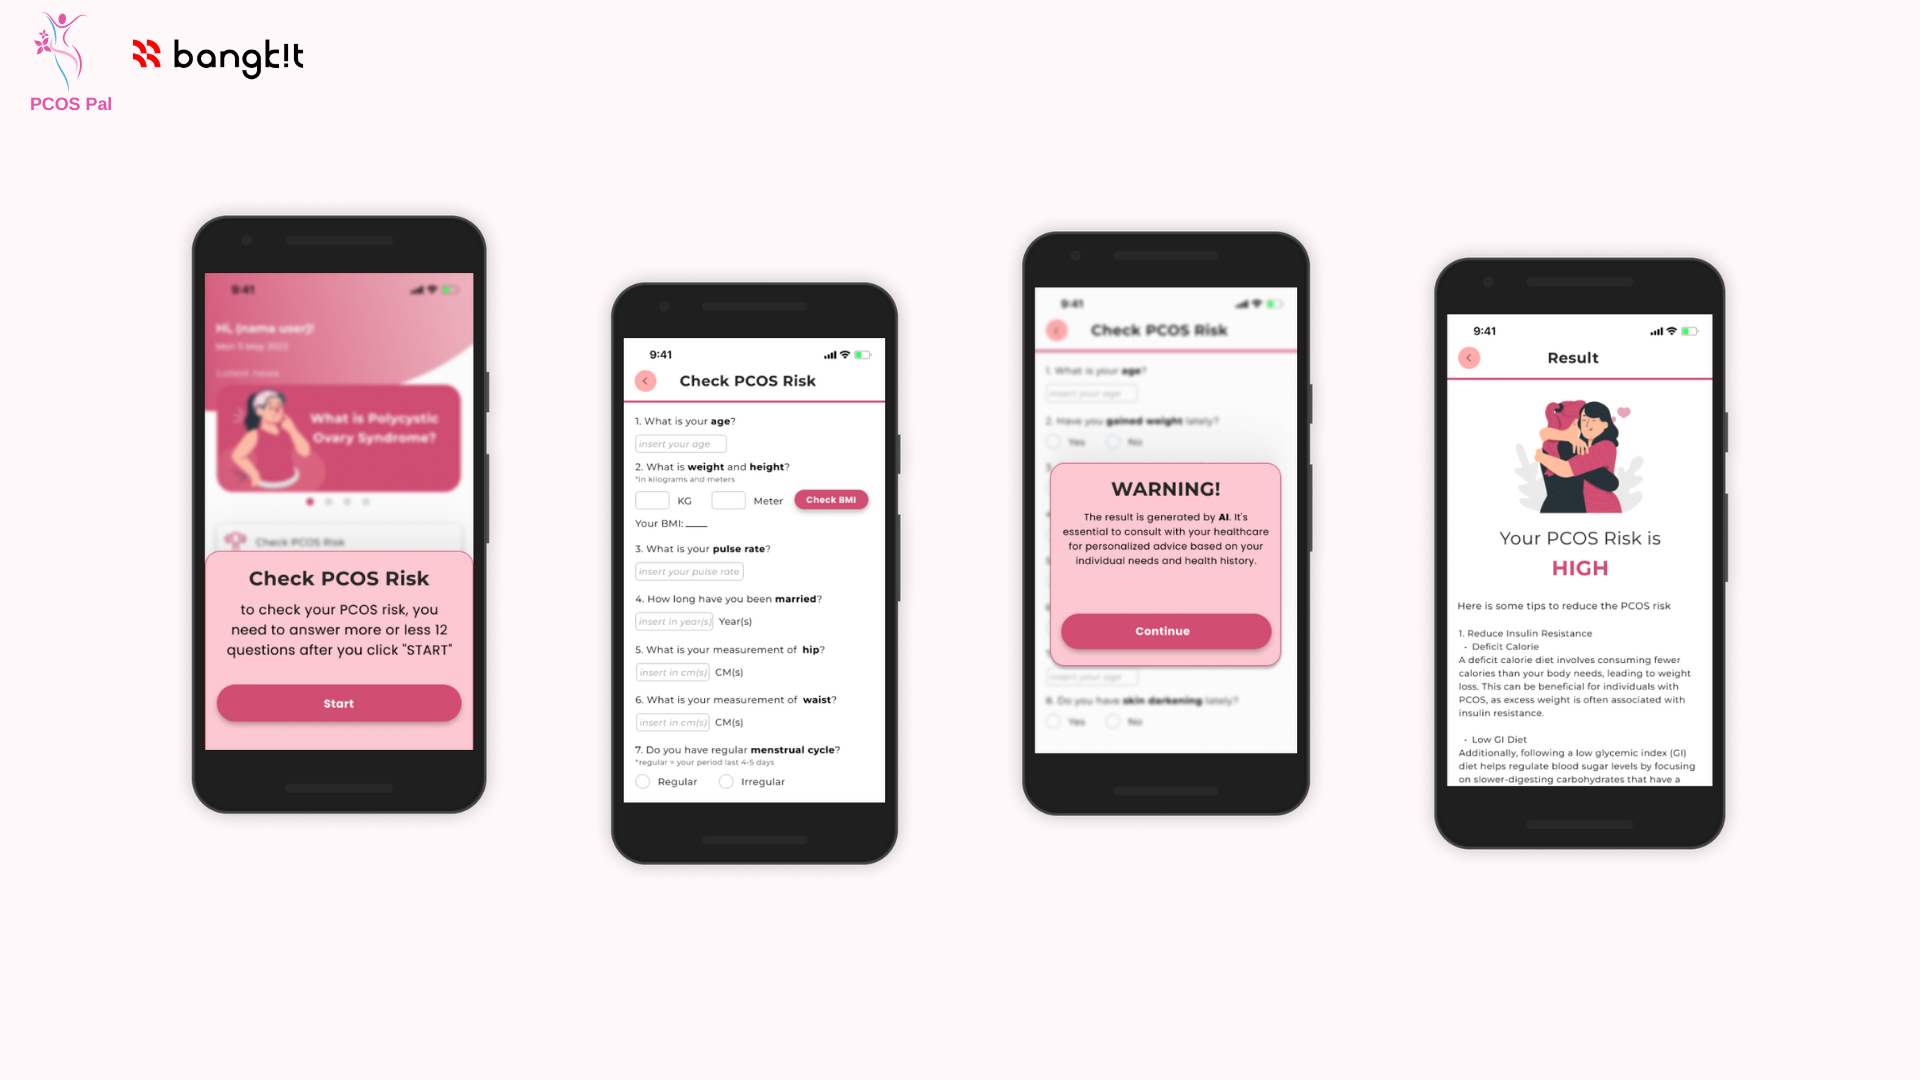 PCOS Pal
bangk!t
9:41
Hi, (nama user)!
Mon 9 May 2023
Latest news
What is Polycystic
Ovary Syndrome?
Check PCOS Risk
Check PCOS Risk
to check your PCOS risk, you
need to answer more or less 12
questions after you click "START"
Start
9:41
Check PCOS Risk
1. What is your age?
insert your age
2. What is weight and height?
*in kilograms and meters
KG Meter Check BMI
Your BMI:____
3. What is your pulse rate?
insert your pulse rate
4. How long have you been married?
insert in year(s) Year(s)
5. What is your measurement of hip?
insert in cm(s) CM(s)
6. What is your measurement of waist?
insert in cm(s) CM(s)
7. Do you have regular menstrual cycle?
*regular = your period last 4-5 days
Regular Irregular
9:41
Check PCOS Risk
1. What is your age?
insert your age
2. Have you gained weight lately?
Yes No
WARNING!
The result is generated by AI. It's
essential to consult with your healthcare
for personalized advice based on your
individual needs and health history.
Continue
insert your age
8. Do you have skin darkening lately?
Yes No
9:41
Result
Your PCOS Risk is
HIGH
Here is some tips to reduce the PCOS risk
1. Reduce Insulin Resistance
• Deficit Calorie
A deficit calorie diet involves consuming fewer
calories than your body needs, leading to weight
loss. This can be beneficial for individuals with
PCOS, as excess weight is often associated with
insulin resistance.
• Low GI Diet
Additionally, following a low glycemic index (GI)
diet helps regulate blood sugar levels by focusing
on slower-digesting carbohydrates that have a